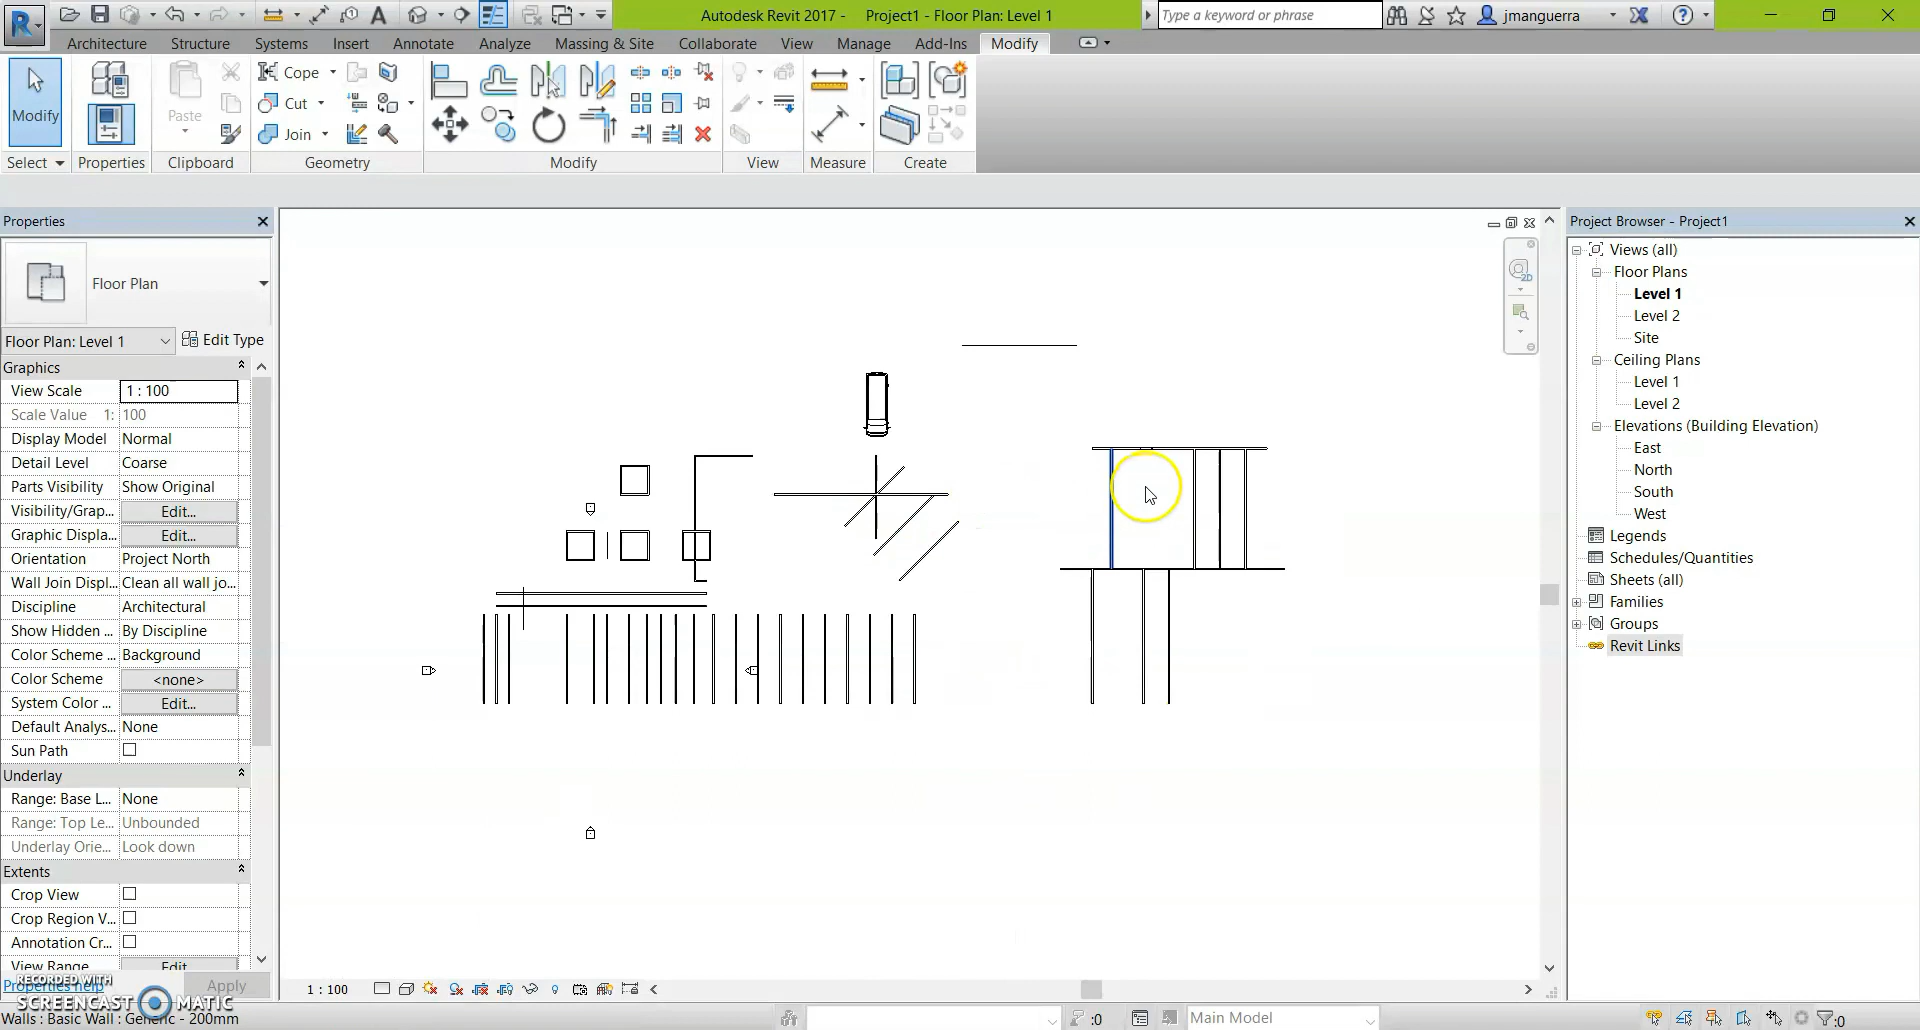 Autodesk Revit 2017 - Project1 - Floor Plan: Level 1
Type a keyword or phrase
jmanguerra
Architecture Structure Systems Insert Annotate Analyze Massing & Site Collaborate View Manage Add-Ins Modify
Modify
Paste
Cope
Cut
Join
Select Properties Clipboard Geometry Modify View Measure Create
Properties
Floor Plan
Floor Plan: Level 1
Edit Type
Graphics
View Scale 1 : 100
Scale Value 1: 100
Display Model Normal
Detail Level Coarse
Parts Visibility Show Original
Visibility/Grap... Edit...
Graphic Displa... Edit...
Orientation Project North
Wall Join Displ... Clean all wall jo...
Discipline Architectural
Show Hidden ... By Discipline
Color Scheme ... Background
Color Scheme <none>
System Color ... Edit...
Default Analys... None
Sun Path
Underlay
Range: Base L... None
Range: Top Le... Unbounded
Underlay Orie... Look down
Extents
Crop View
Crop Region V...
Annotation Cr...
View Range Edit...
Properties help
Apply
RECORDED WITH
SCREENCAST MATIC
Walls : Basic Wall : Generic - 200mm
1 : 100
:0
Main Model
:0
Project Browser - Project1
Views (all)
Floor Plans
Level 1
Level 2
Site
Ceiling Plans
Level 1
Level 2
Elevations (Building Elevation)
East
North
South
West
Legends
Schedules/Quantities
Sheets (all)
Families
Groups
Revit Links